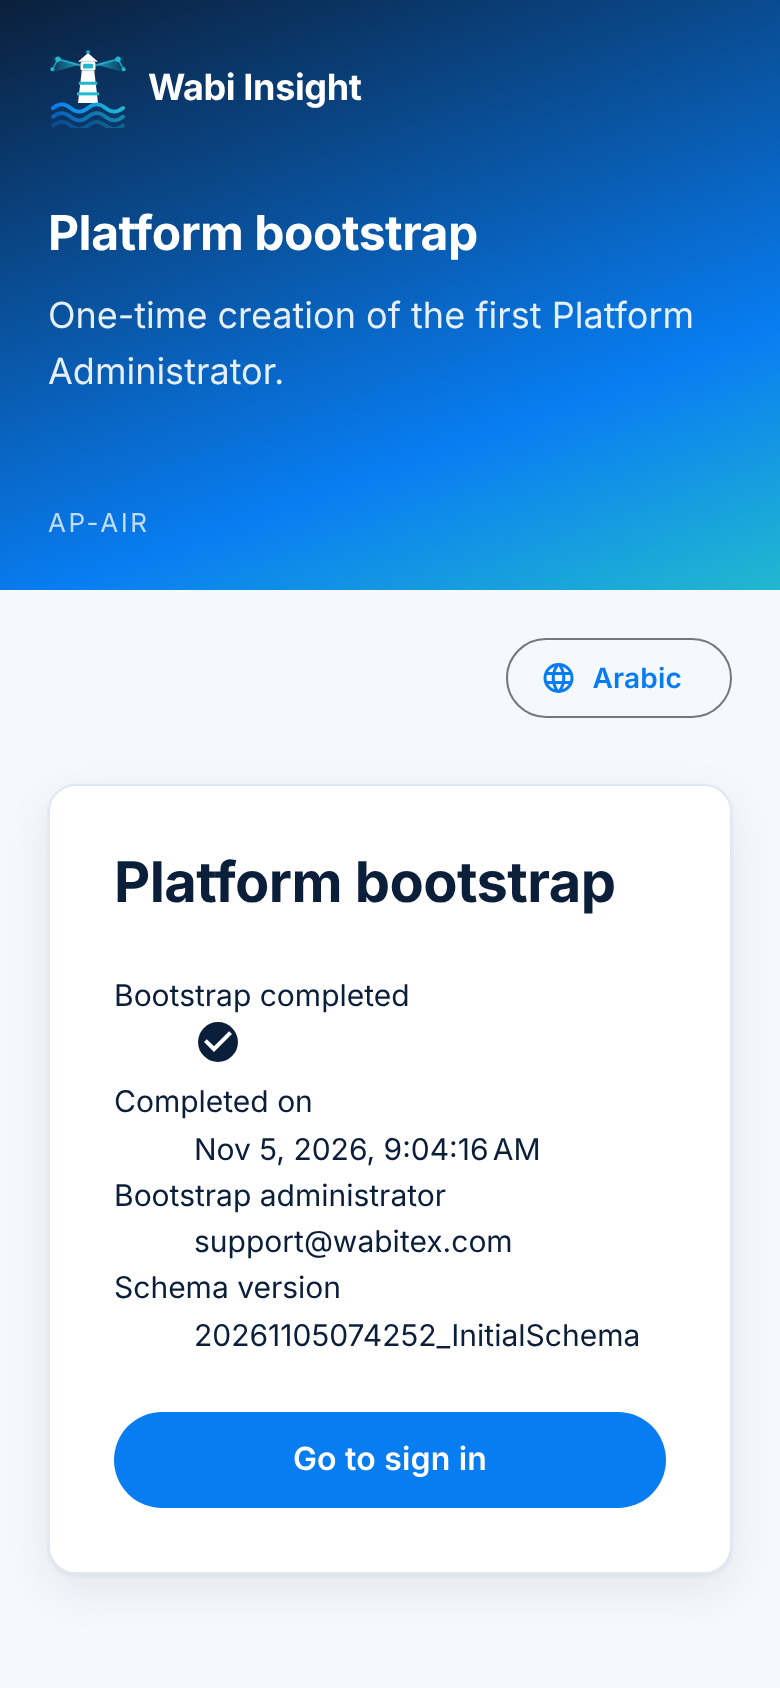 Wabi Insight
Platform bootstrap
One-time creation of the first Platform
Administrator.
AP-AIR
Arabic
Platform bootstrap
Bootstrap completed
Completed on
Nov 5, 2026, 9:04:16 AM
Bootstrap administrator
support@wabitex.com
Schema version
20261105074252_InitialSchema
Go to sign in